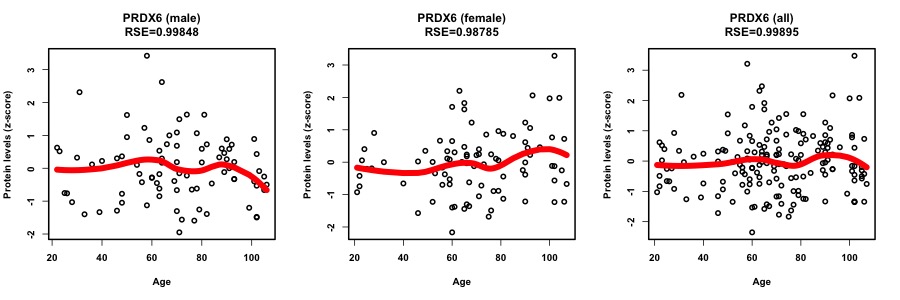 PRDX6 (male)
RSE=0.99848
Protein levels (z-score)
3
2
1
0
-1
-2
20
40
60
80
100
Age
PRDX6 (female)
RSE=0.98785
Protein levels (z-score)
3
2
1
0
-1
-2
20
40
60
80
100
Age
PRDX6 (all)
RSE=0.99895
Protein levels (z-score)
3
2
1
0
-1
-2
20
40
60
80
100
Age